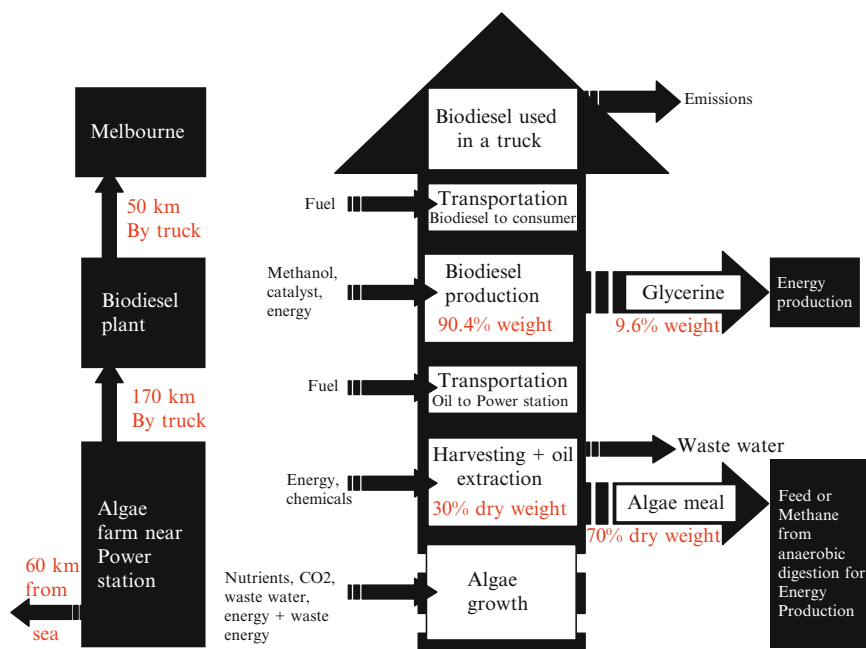 Melbourne
50 km
By truck
Biodiesel
plant
170 km
By truck
Algae
farm near
Power
station
60 km
from
sea
Biodiesel used
in a truck
Emissions
Fuel
Transportation
Biodiesel to consumer
Methanol,
catalyst,
energy
Biodiesel
production
90.4% weight
Glycerine
9.6% weight
Energy
production
Fuel
Transportation
Oil to Power station
Energy,
chemicals
Harvesting + oil
extraction
30% dry weight
Waste water
Algae meal
70% dry weight
Feed or
Methane
from
anaerobic
digestion for
Energy
Production
Nutrients, CO2,
waste water,
energy + waste
energy
Algae
growth